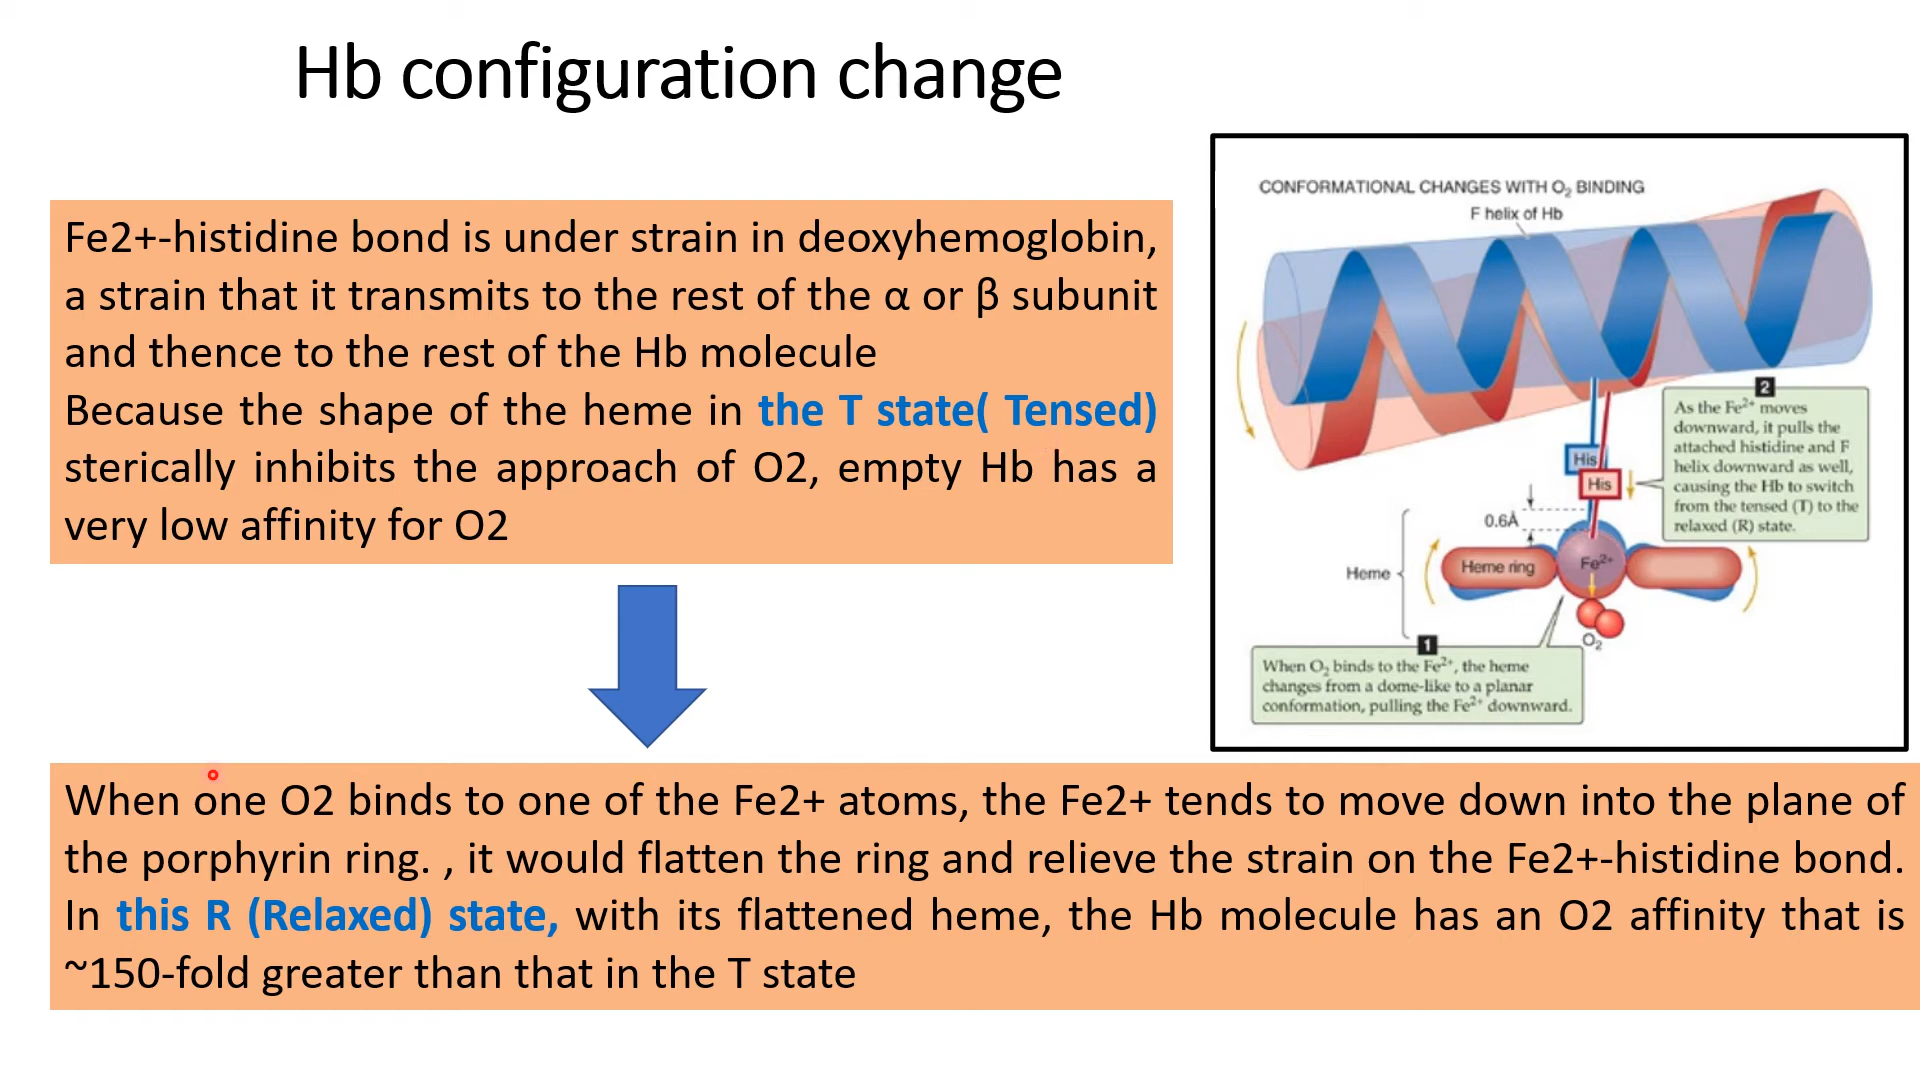 Hb configuration change
Fe2+-histidine bond is under strain in deoxyhemoglobin,
a strain that it transmits to the rest of the α or β subunit
and thence to the rest of the Hb molecule
Because the shape of the heme in the T state( Tensed)
sterically inhibits the approach of O2, empty Hb has a
very low affinity for O2
CONFORMATIONAL CHANGES WITH O₂ BINDING
F helix of Hb
2
As the Fe²⁺ moves
downward, it pulls the
attached histidine and F
helix downward as well,
causing the Hb to switch
from the tensed (T) to the
relaxed (R) state.
His
His
0.6Å
Heme
Heme ring
Fe²⁺
O₂
1
When O₂ binds to the Fe²⁺, the heme
changes from a dome-like to a planar
conformation, pulling the Fe²⁺ downward.
When one O2 binds to one of the Fe2+ atoms, the Fe2+ tends to move down into the plane of
the porphyrin ring. , it would flatten the ring and relieve the strain on the Fe2+-histidine bond.
In this R (Relaxed) state, with its flattened heme, the Hb molecule has an O2 affinity that is
~150-fold greater than that in the T state